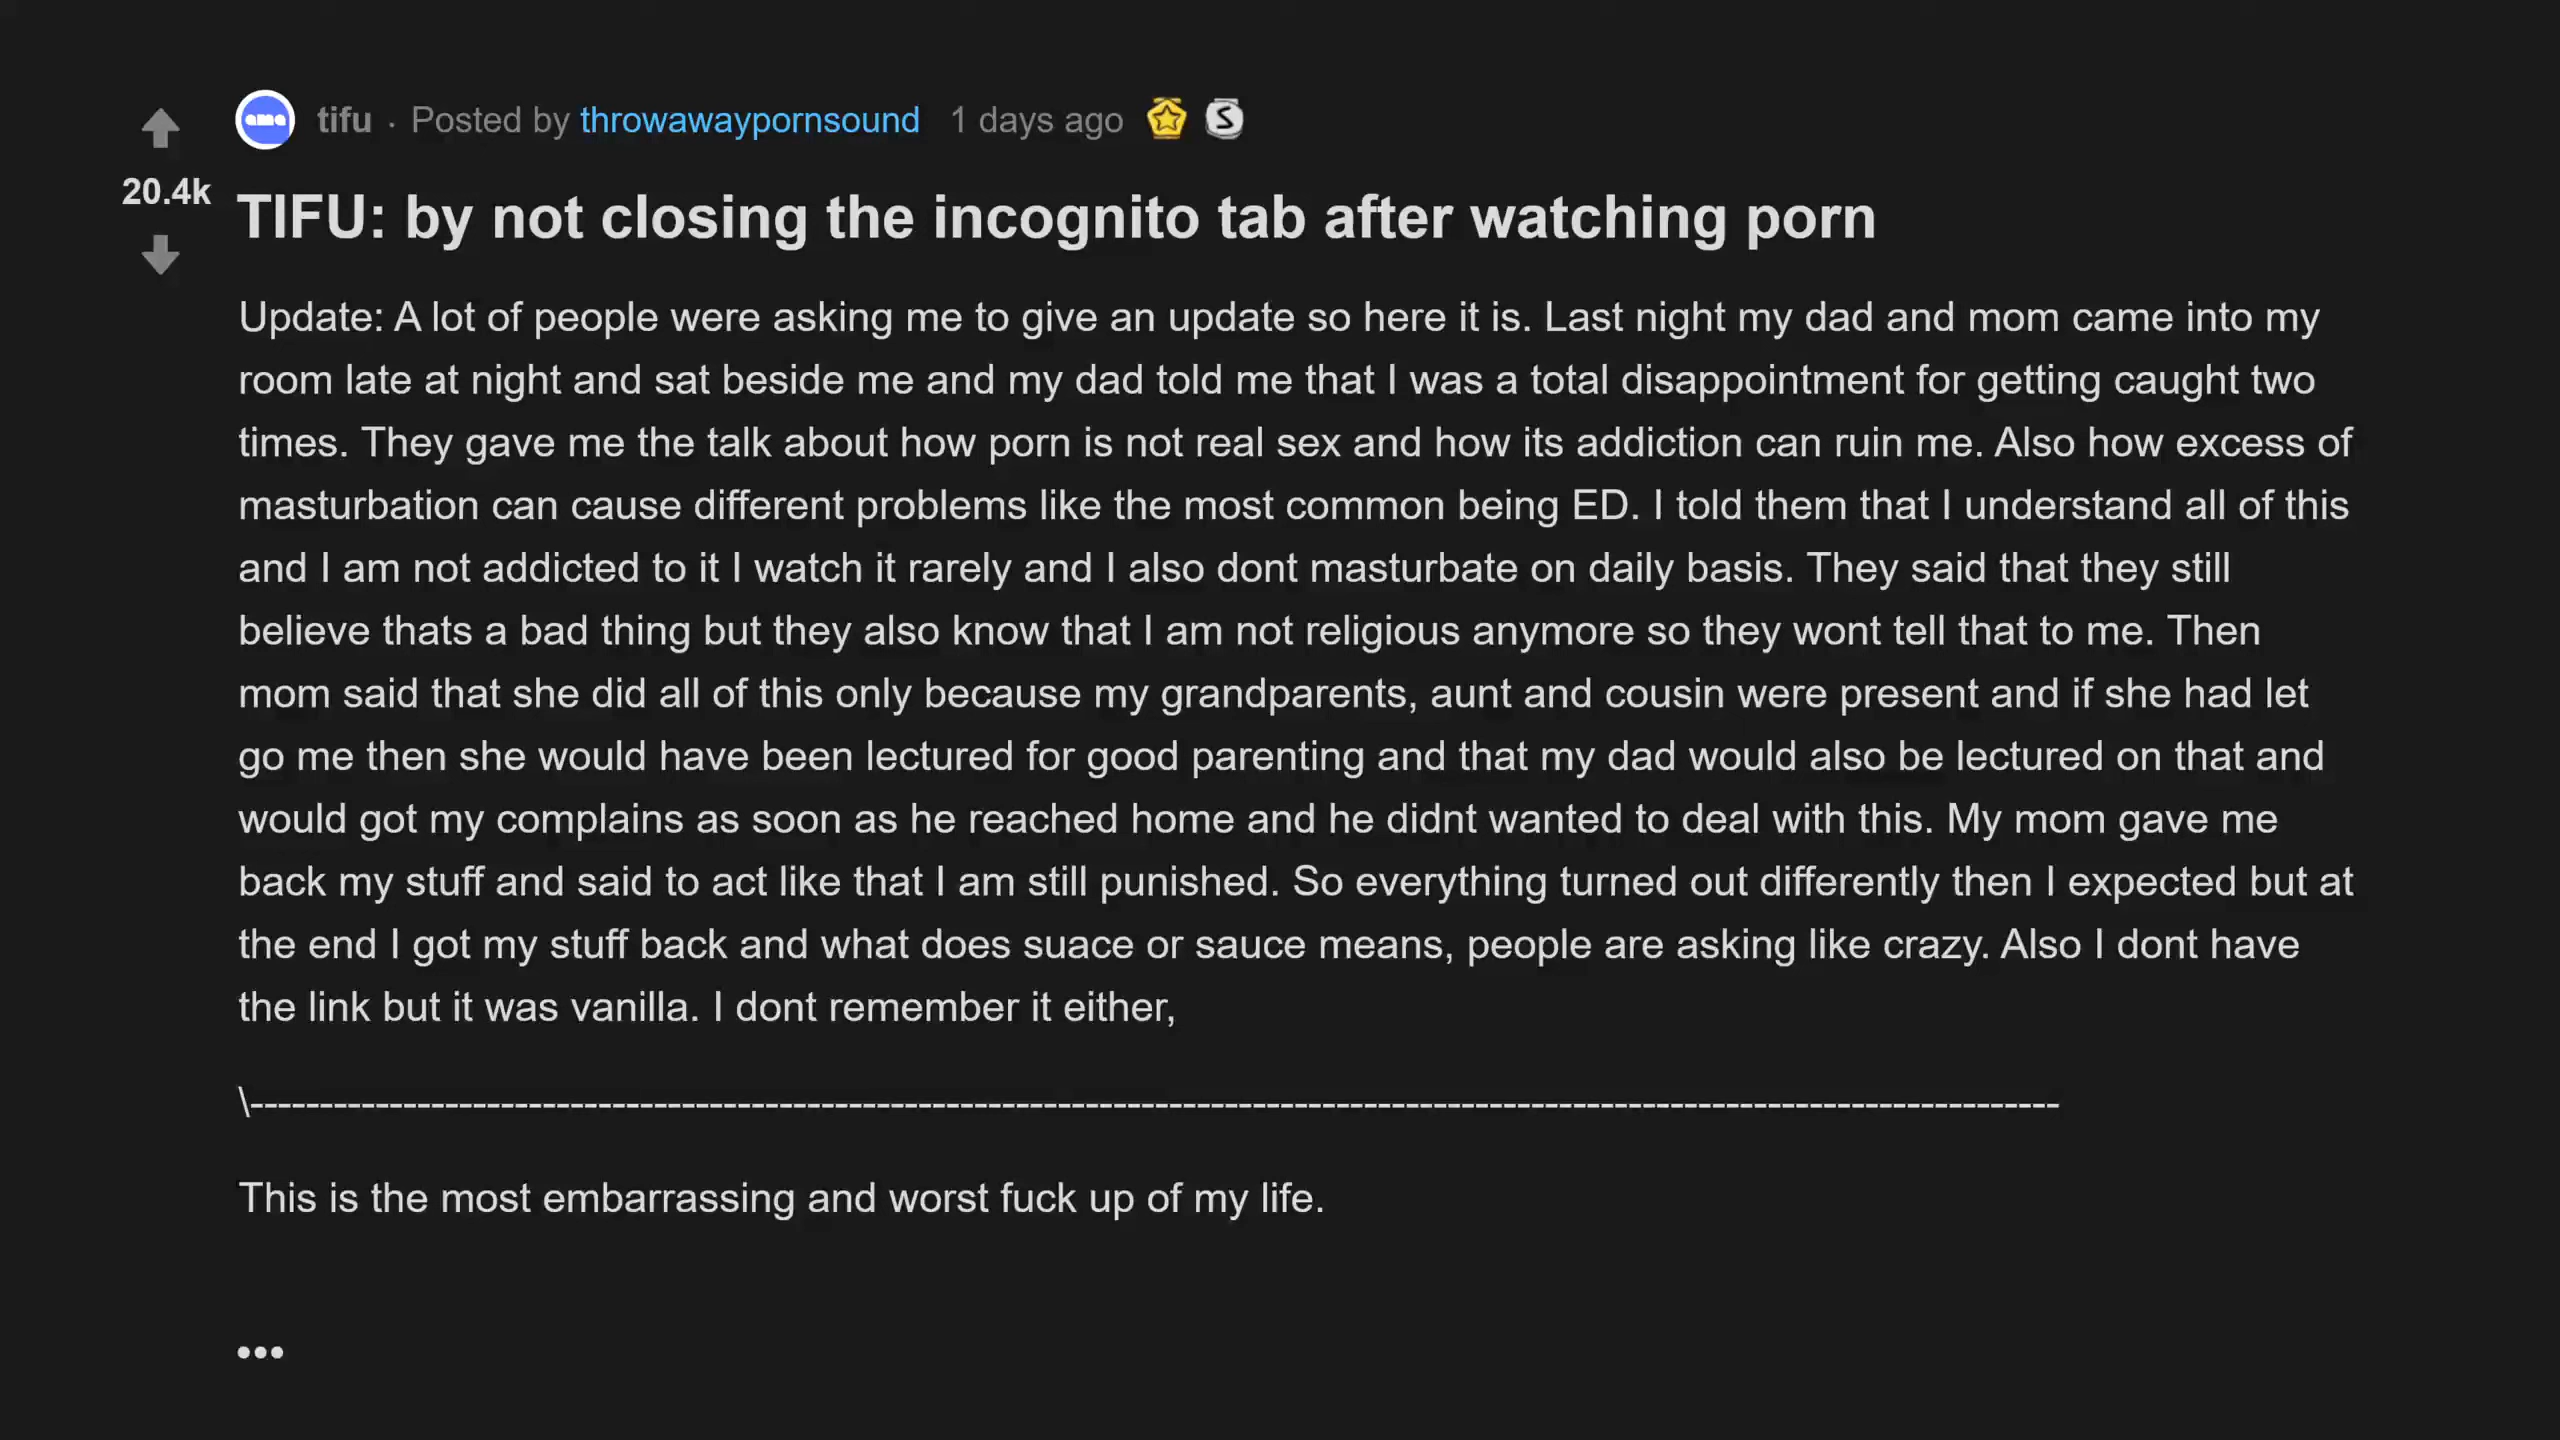 ama tifu · Posted by throwawaypornsound 1 days ago S
20.4k
TIFU: by not closing the incognito tab after watching porn
Update: A lot of people were asking me to give an update so here it is. Last night my dad and mom came into my
room late at night and sat beside me and my dad told me that I was a total disappointment for getting caught two
times. They gave me the talk about how porn is not real sex and how its addiction can ruin me. Also how excess of
masturbation can cause different problems like the most common being ED. I told them that I understand all of this
and I am not addicted to it I watch it rarely and I also dont masturbate on daily basis. They said that they still
believe thats a bad thing but they also know that I am not religious anymore so they wont tell that to me. Then
mom said that she did all of this only because my grandparents, aunt and cousin were present and if she had let
go me then she would have been lectured for good parenting and that my dad would also be lectured on that and
would got my complains as soon as he reached home and he didnt wanted to deal with this. My mom gave me
back my stuff and said to act like that I am still punished. So everything turned out differently then I expected but at
the end I got my stuff back and what does suace or sauce means, people are asking like crazy. Also I dont have
the link but it was vanilla. I dont remember it either,
\----------------------------------------------------------------------------------------------------------------------------------
This is the most embarrassing and worst fuck up of my life.
•••